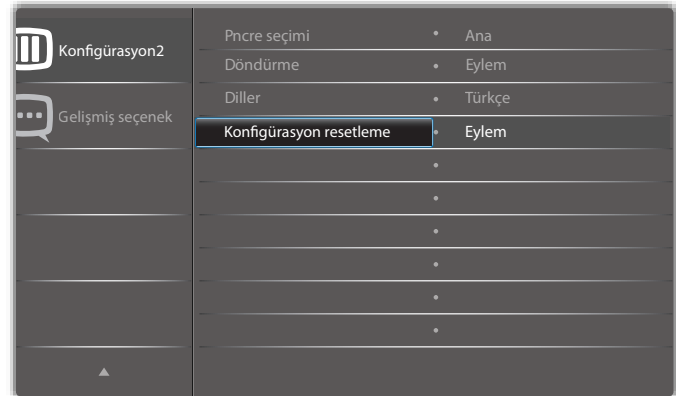 Konfigürasyon2
Gelişmiş seçenek
Pncre seçimi • Ana
Döndürme • Eylem
Diller • Türkçe
Konfigürasyon resetleme • Eylem